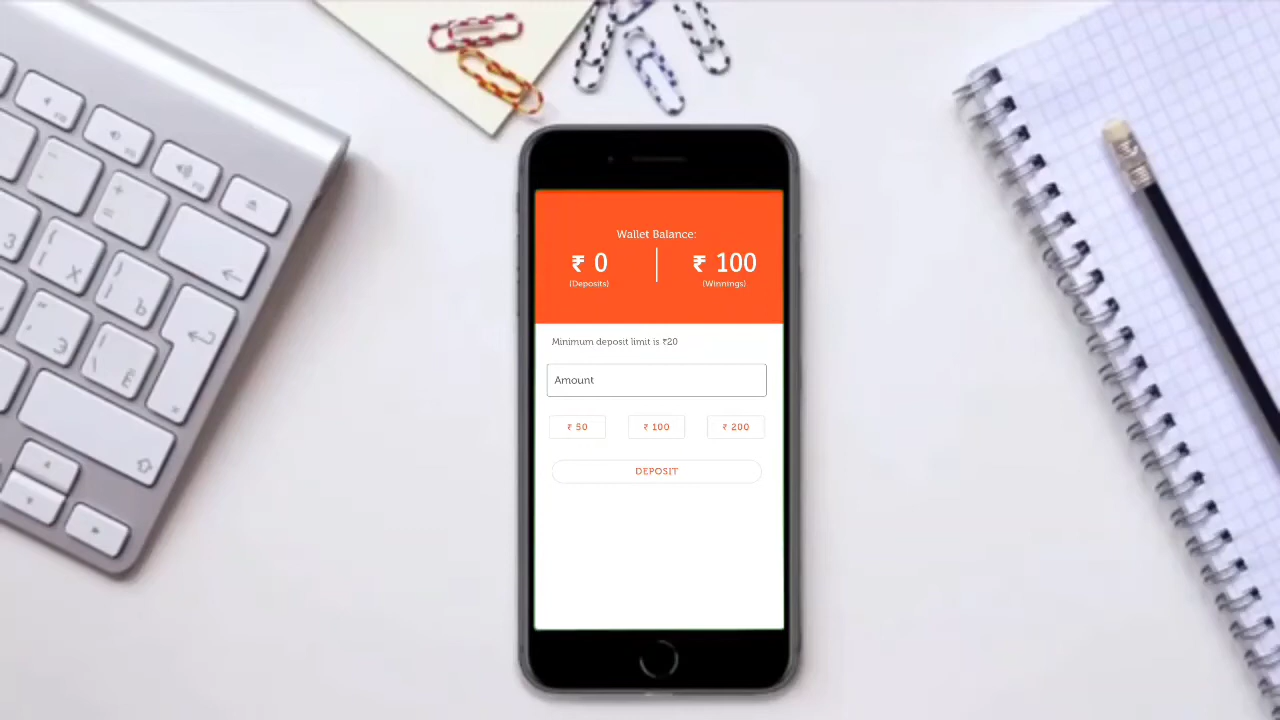 Wallet Balance:
₹ 0
₹ 100
(Deposits)
(Winnings)
Minimum deposit limit is ₹20
Amount
₹ 50
₹ 100
₹ 200
DEPOSIT
З
Х
Ъ
Э
Ё